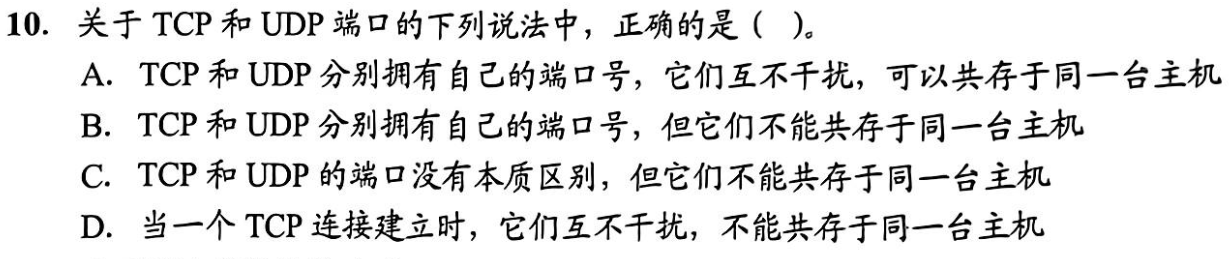 10. 关于 TCP 和 UDP 端口的下列说法中，正确的是（ ）。
A. TCP 和 UDP 分别拥有自己的端口号，它们互不干扰，可以共存于同一台主机
B. TCP 和 UDP 分别拥有自己的端口号，但它们不能共存于同一台主机
C. TCP 和 UDP 的端口没有本质区别，但它们不能共存于同一台主机
D. 当一个 TCP 连接建立时，它们互不干扰，不能共存于同一台主机